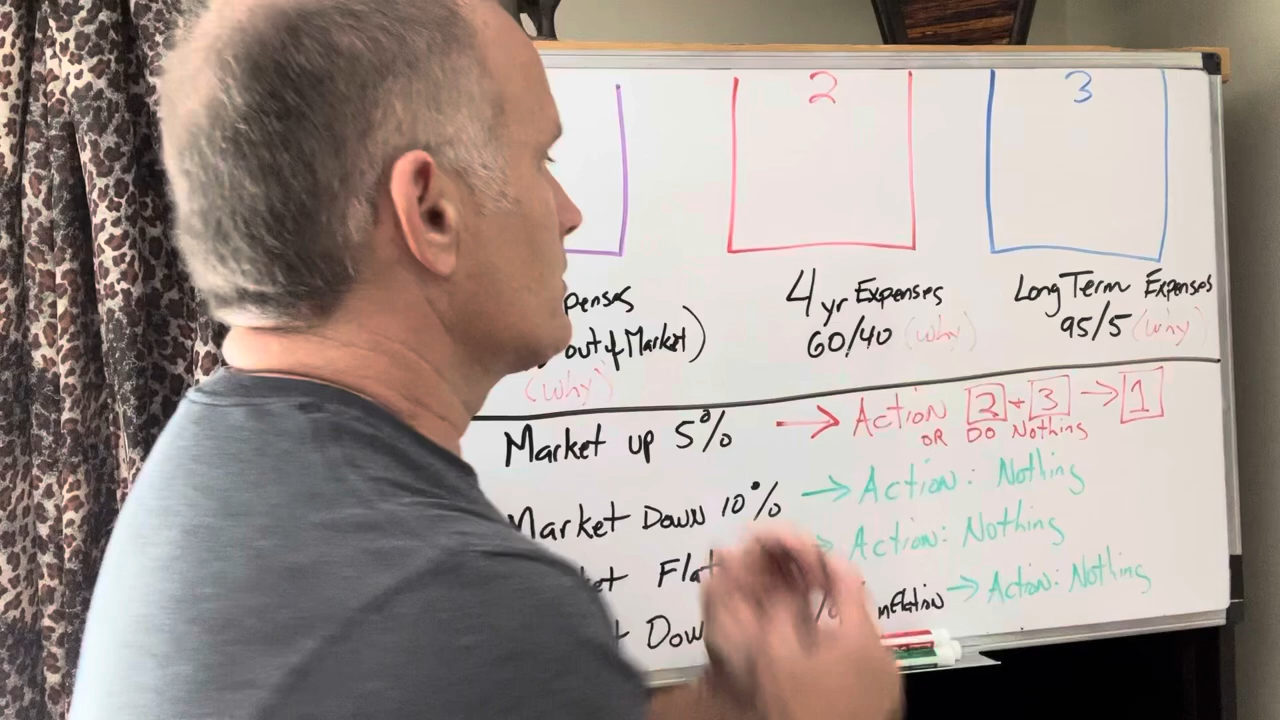 2
3
4 yr Expenses
60/40 (why)
Long Term Expenses
95/5 (why)
out of Market)
(why)
Market up 5% → Action 2 + 3 → 1
OR DO Nothing
Market Down 10% → Action: Nothing
Flat Action: Nothing
% inflation → Action: Nothing